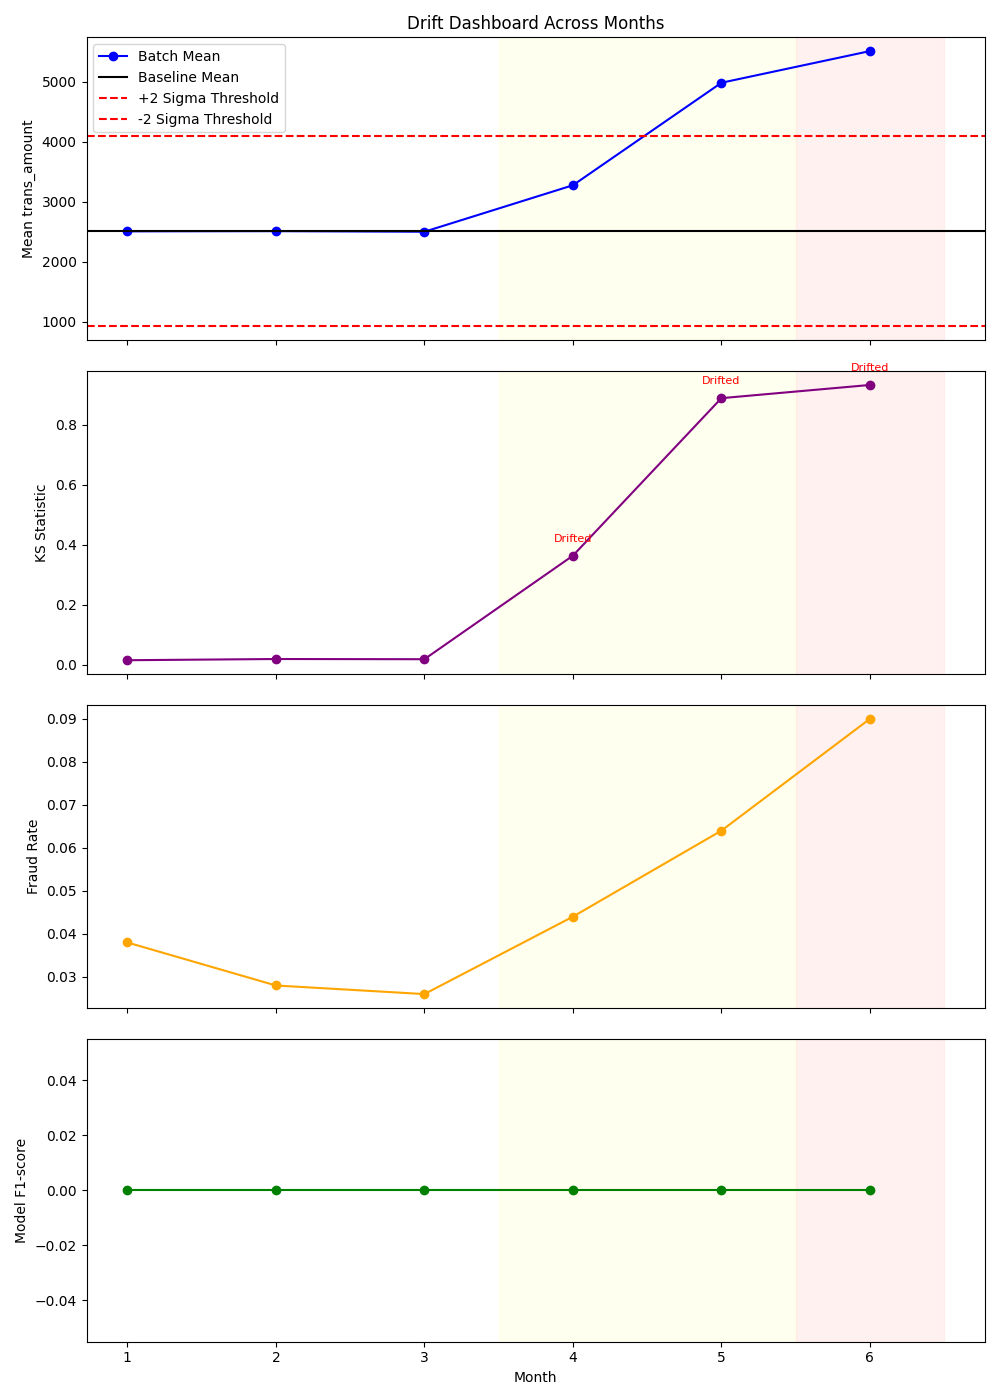 Drift Dashboard Across Months
Batch Mean
Baseline Mean
+2 Sigma Threshold
-2 Sigma Threshold
5000
4000
3000
2000
1000
Mean trans_amount
Drifted
Drifted
Drifted
0.8
0.6
0.4
0.2
0.0
KS Statistic
0.09
0.08
0.07
0.06
0.05
0.04
0.03
Fraud Rate
0.04
0.02
0.00
−0.02
−0.04
Model F1-score
1 2 3 4 5 6
Month